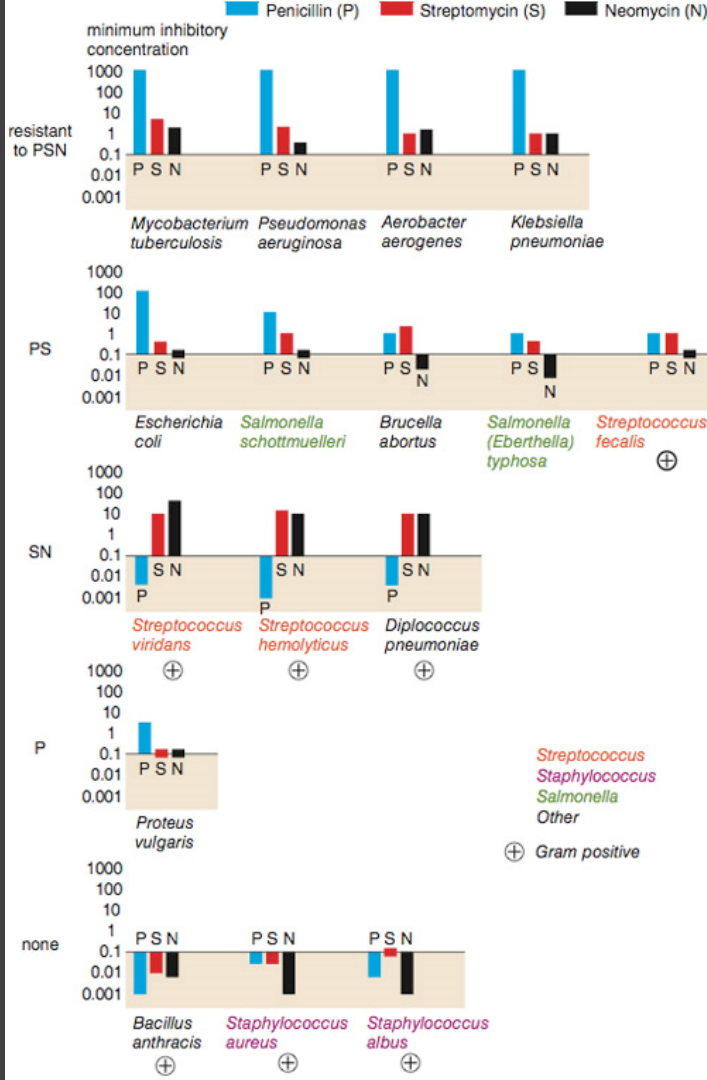 Penicillin (P) Streptomycin (S) Neomycin (N)
minimum inhibitory
concentration
1000
100
10
1
0.1
0.01
0.001
resistant
to PSN
P S N P S N P S N P S N
Mycobacterium
tuberculosis
Pseudomonas
aeruginosa
Aerobacter
aerogenes
Klebsiella
pneumoniae
1000
100
10
1
0.1
0.01
0.001
PS
P S N P S N P S N P S N P S N
Escherichia
coli
Salmonella
schottmuelleri
Brucella
abortus
Salmonella
(Eberthella)
typhosa
Streptococcus
fecalis
1000
100
10
1
0.1
0.01
0.001
SN
P S N P S N P S N
Streptococcus
viridans
Streptococcus
hemolyticus
Diplococcus
pneumoniae
1000
100
10
1
0.1
0.01
0.001
P
P S N
Proteus
vulgaris
Streptococcus
Staphylococcus
Salmonella
Other
Gram positive
1000
100
10
1
0.1
0.01
0.001
none
P S N P S N P S N
Bacillus
anthracis
Staphylococcus
aureus
Staphylococcus
albus